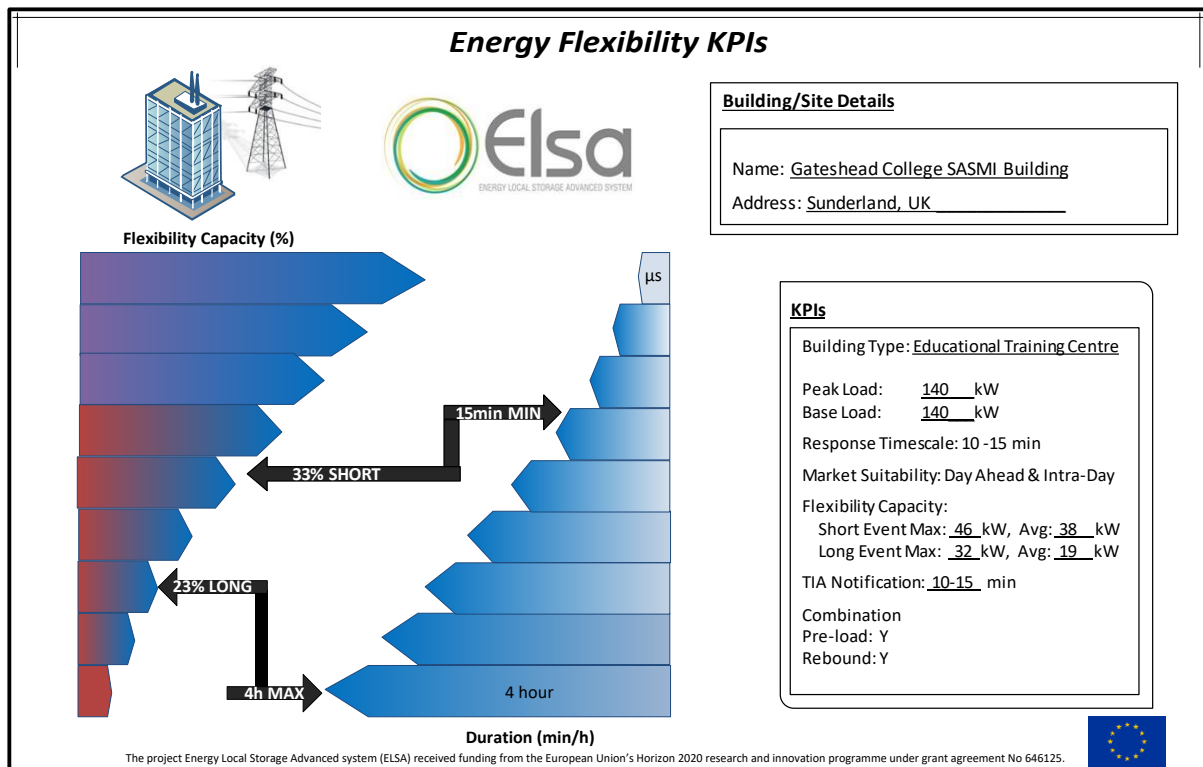 Energy Flexibility KPIs
Elsa
ENERGY LOCAL STORAGE ADVANCED SYSTEM
Building/Site Details
Name: Gateshead College SASMI Building
Address: Sunderland, UK _____________
Flexibility Capacity (%)
µs
15min MIN
33% SHORT
23% LONG
4h MAX
4 hour
Duration (min/h)
KPIs
Building Type: Educational Training Centre
Peak Load: 140 kW
Base Load: 140 kW
Response Timescale: 10 -15 min
Market Suitability: Day Ahead & Intra-Day
Flexibility Capacity:
Short Event Max: 46 kW, Avg: 38 kW
Long Event Max: 32 kW, Avg: 19 kW
TIA Notification: 10-15 min
Combination
Pre-load: Y
Rebound: Y
The project Energy Local Storage Advanced system (ELSA) received funding from the European Union's Horizon 2020 research and innovation programme under grant agreement No 646125.